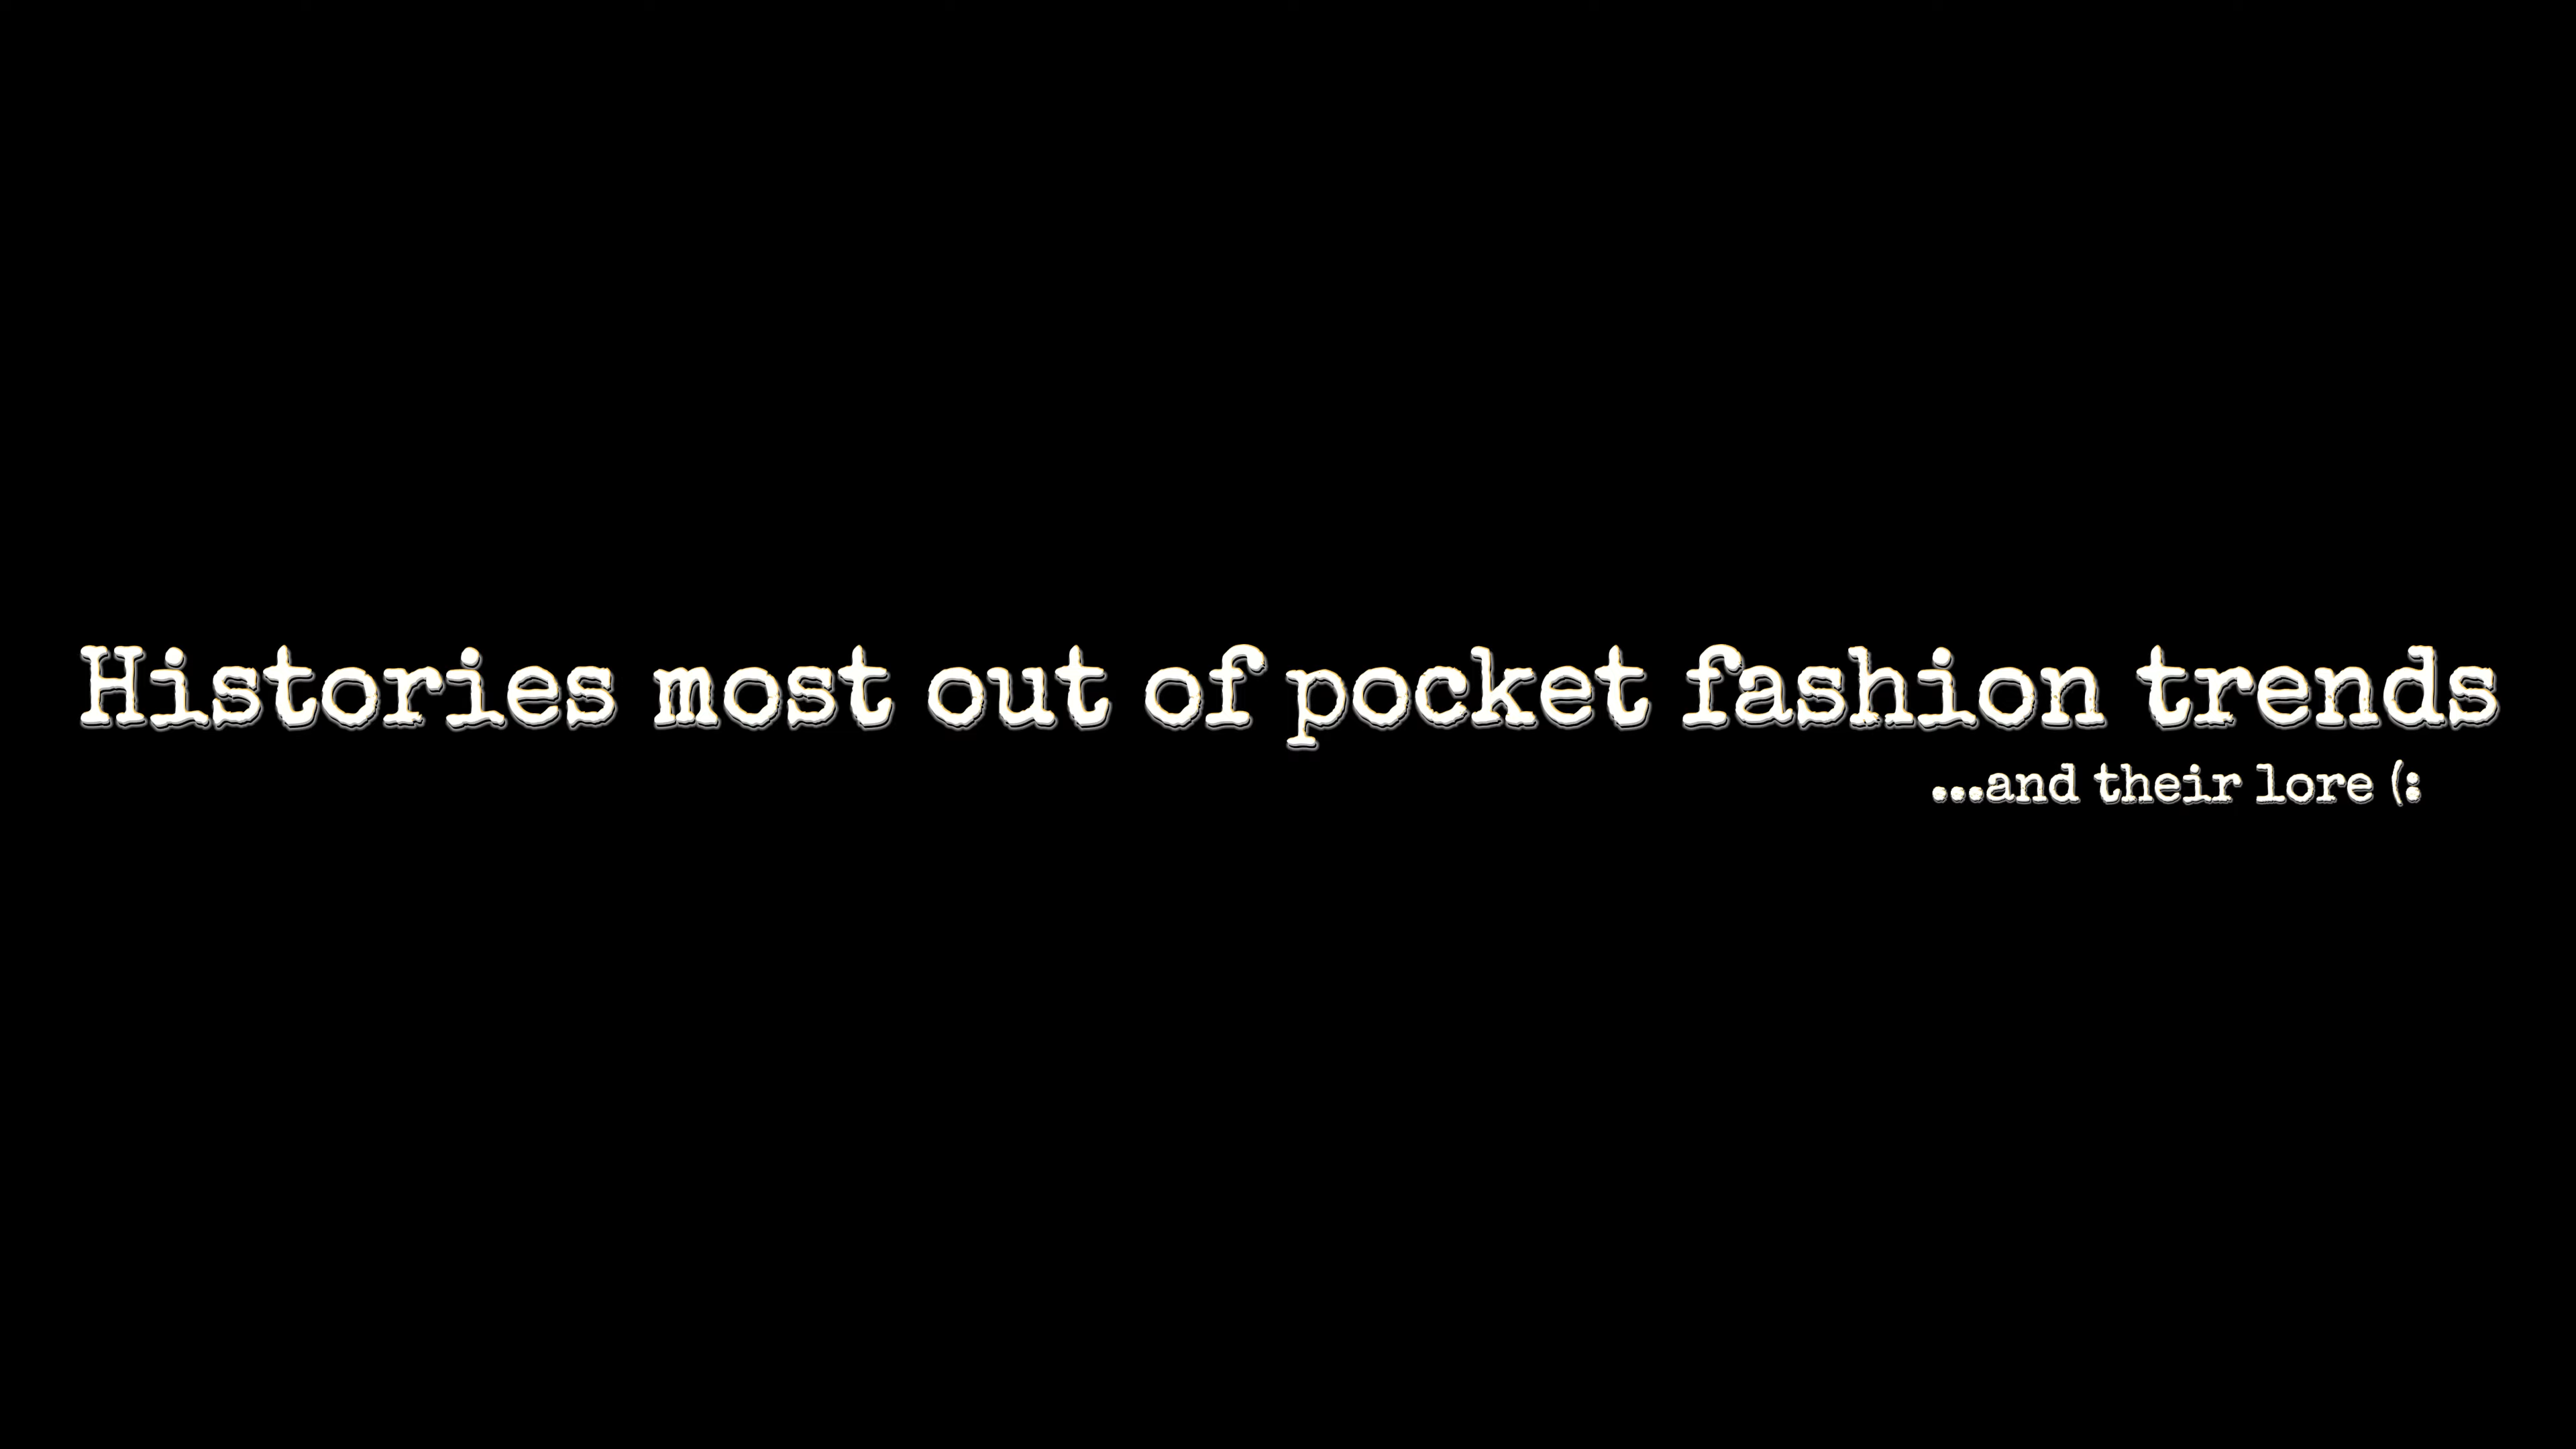 Histories most out of pocket fashion trends
...and their lore (: